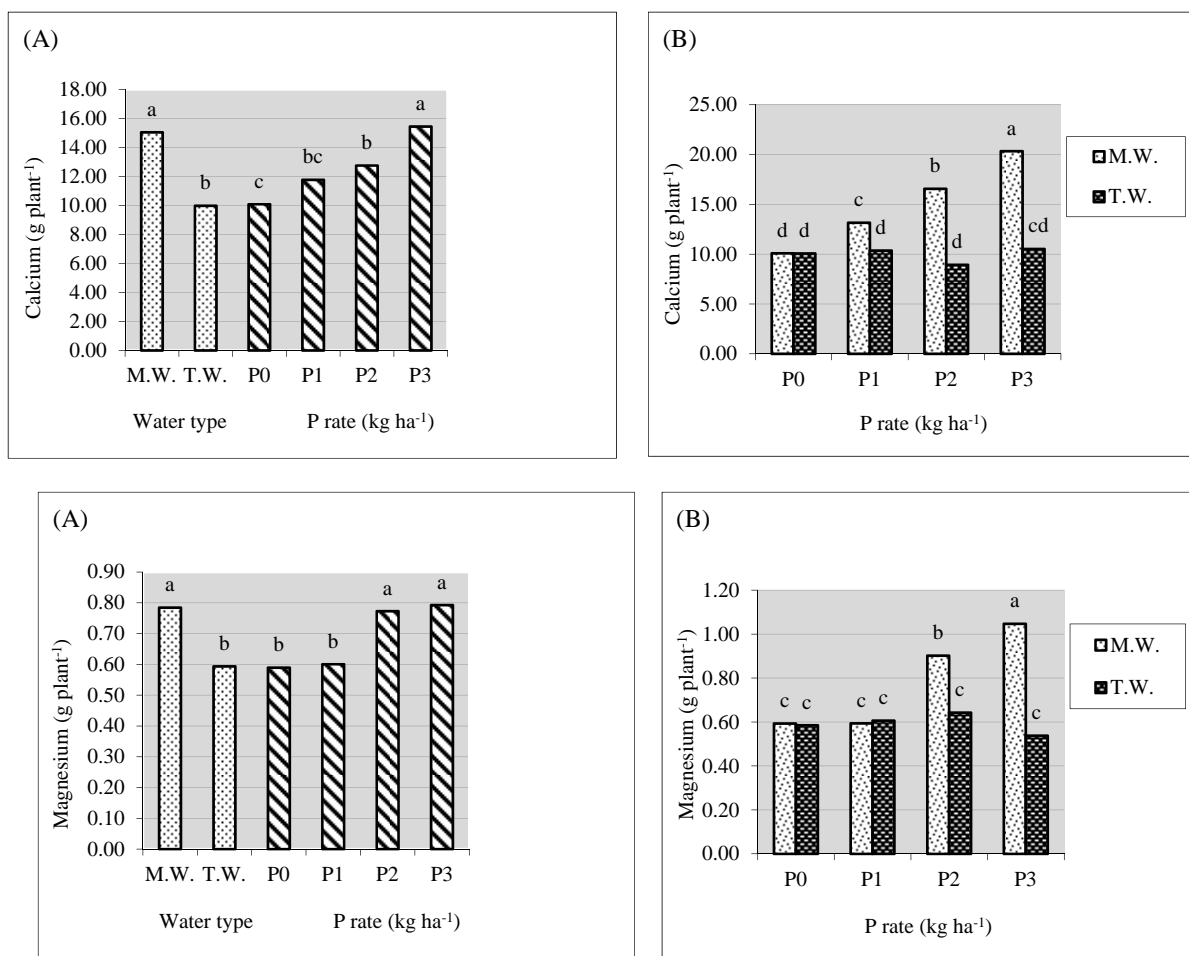 (A)
Calcium (g plant⁻¹)
18.00
16.00
14.00
12.00
10.00
8.00
6.00
4.00
2.00
0.00
a
b
c
bc
b
a
M.W. T.W. P0 P1 P2 P3
Water type P rate (kg ha⁻¹)
(B)
Calcium (g plant⁻¹)
25.00
20.00
15.00
10.00
5.00
0.00
d d
c
d
b
d
a
cd
P0 P1 P2 P3
P rate (kg ha⁻¹)
M.W.
T.W.
(A)
Magnesium (g plant⁻¹)
0.90
0.80
0.70
0.60
0.50
0.40
0.30
0.20
0.10
0.00
a
b
b
b
a
a
M.W. T.W. P0 P1 P2 P3
Water type P rate (kg ha⁻¹)
(B)
Magnesium (g plant⁻¹)
1.20
1.00
0.80
0.60
0.40
0.20
0.00
c c
c c
b
c
a
c
P0 P1 P2 P3
P rate (kg ha⁻¹)
M.W.
T.W.